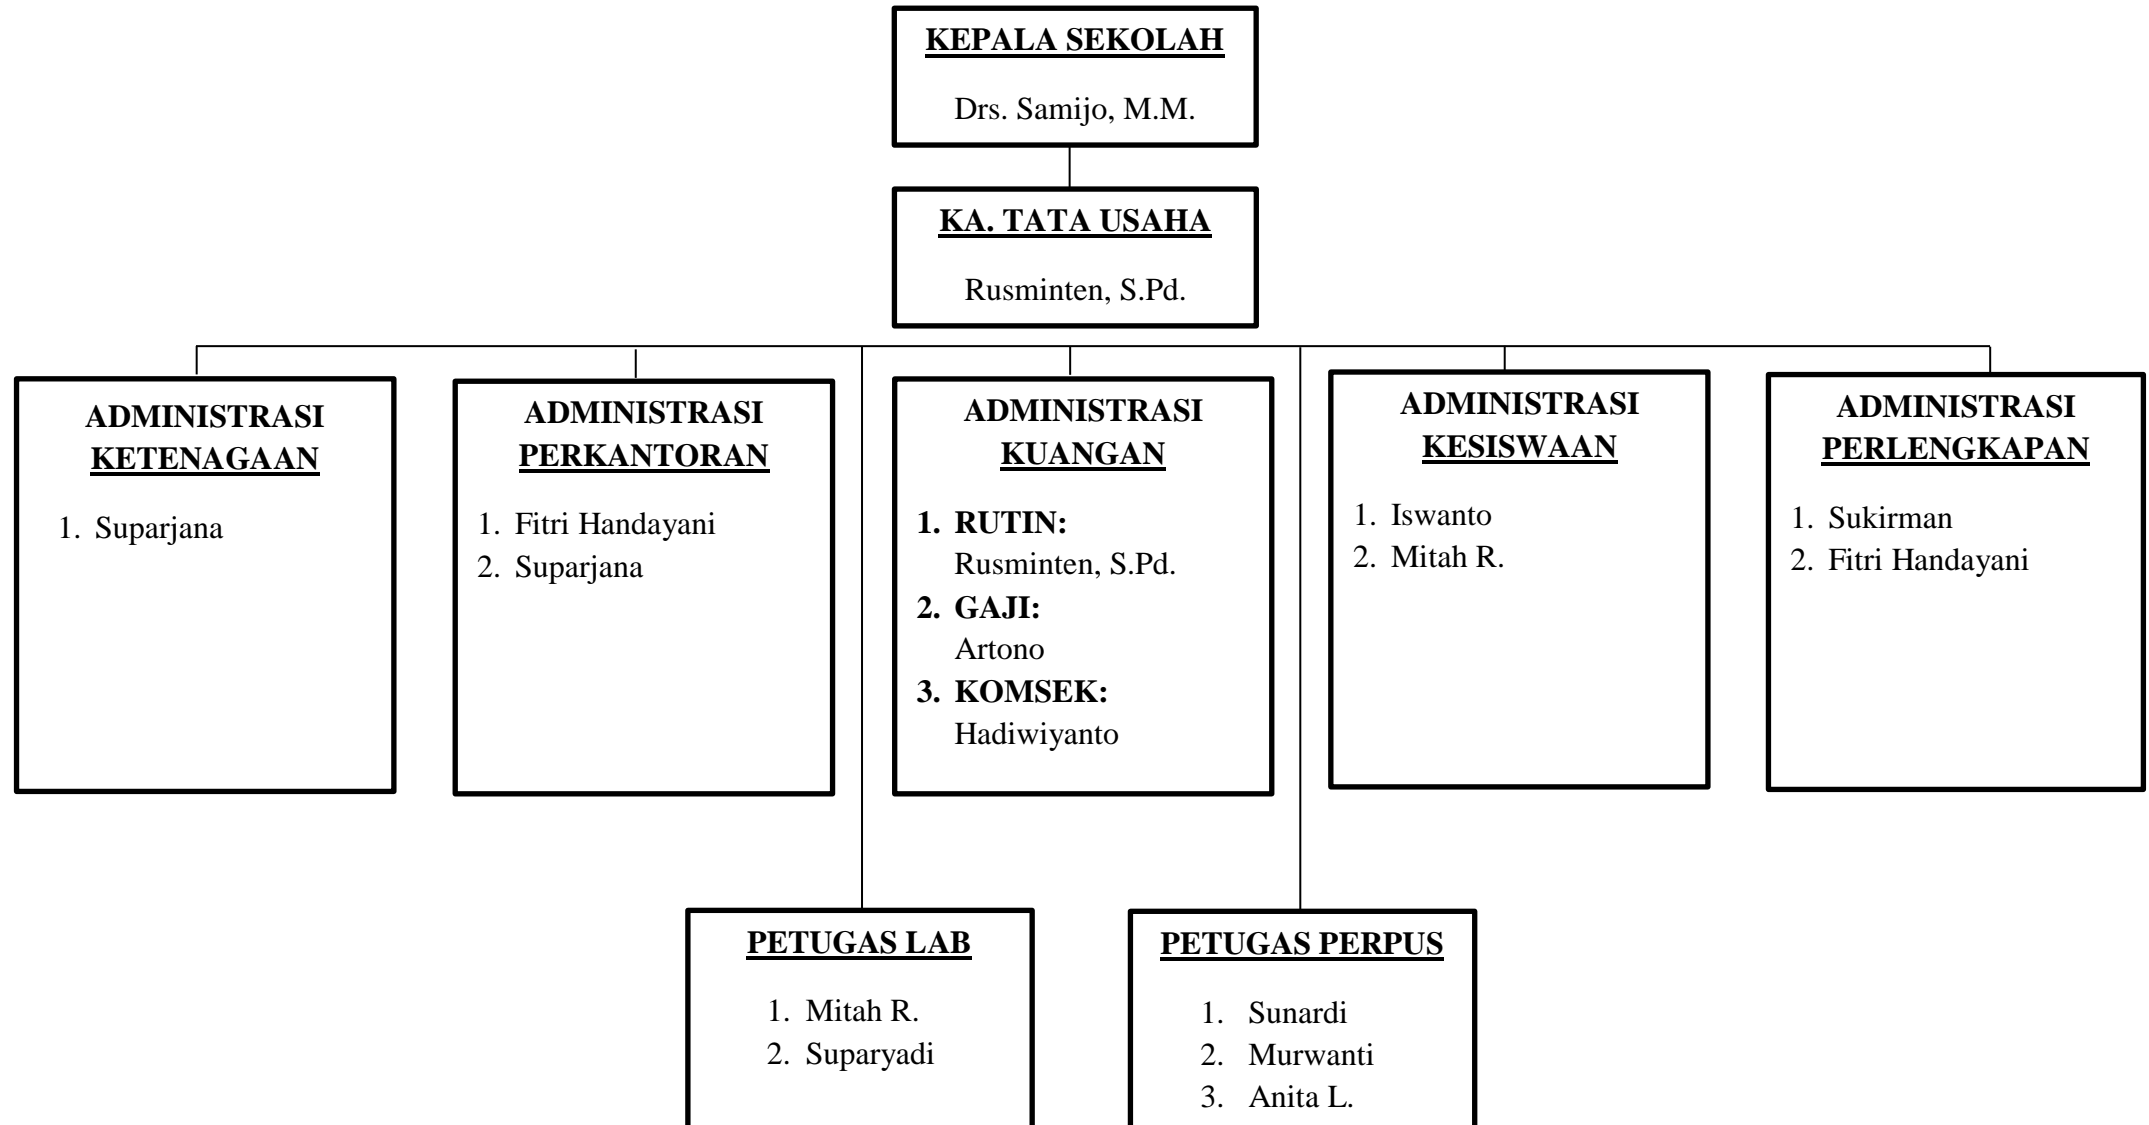 KEPALA SEKOLAH
Drs. Samijo, M.M.
KA. TATA USAHA
Rusminten, S.Pd.
ADMINISTRASI
KETENAGAAN
1. Suparjana
ADMINISTRASI
PERKANTORAN
1. Fitri Handayani
2. Suparjana
ADMINISTRASI
KUANGAN
1. RUTIN:
Rusminten, S.Pd.
2. GAJI:
Artono
3. KOMSEK:
Hadiwiyanto
ADMINISTRASI
KESISWAAN
1. Iswanto
2. Mitah R.
ADMINISTRASI
PERLENGKAPAN
1. Sukirman
2. Fitri Handayani
PETUGAS LAB
1. Mitah R.
2. Suparyadi
PETUGAS PERPUS
1. Sunardi
2. Murwanti
3. Anita L.